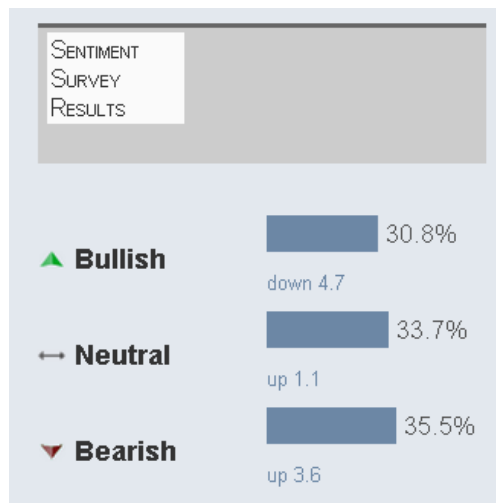 Sentiment
Survey
Results
Bullish
30.8%
down 4.7
Neutral
33.7%
up 1.1
Bearish
35.5%
up 3.6